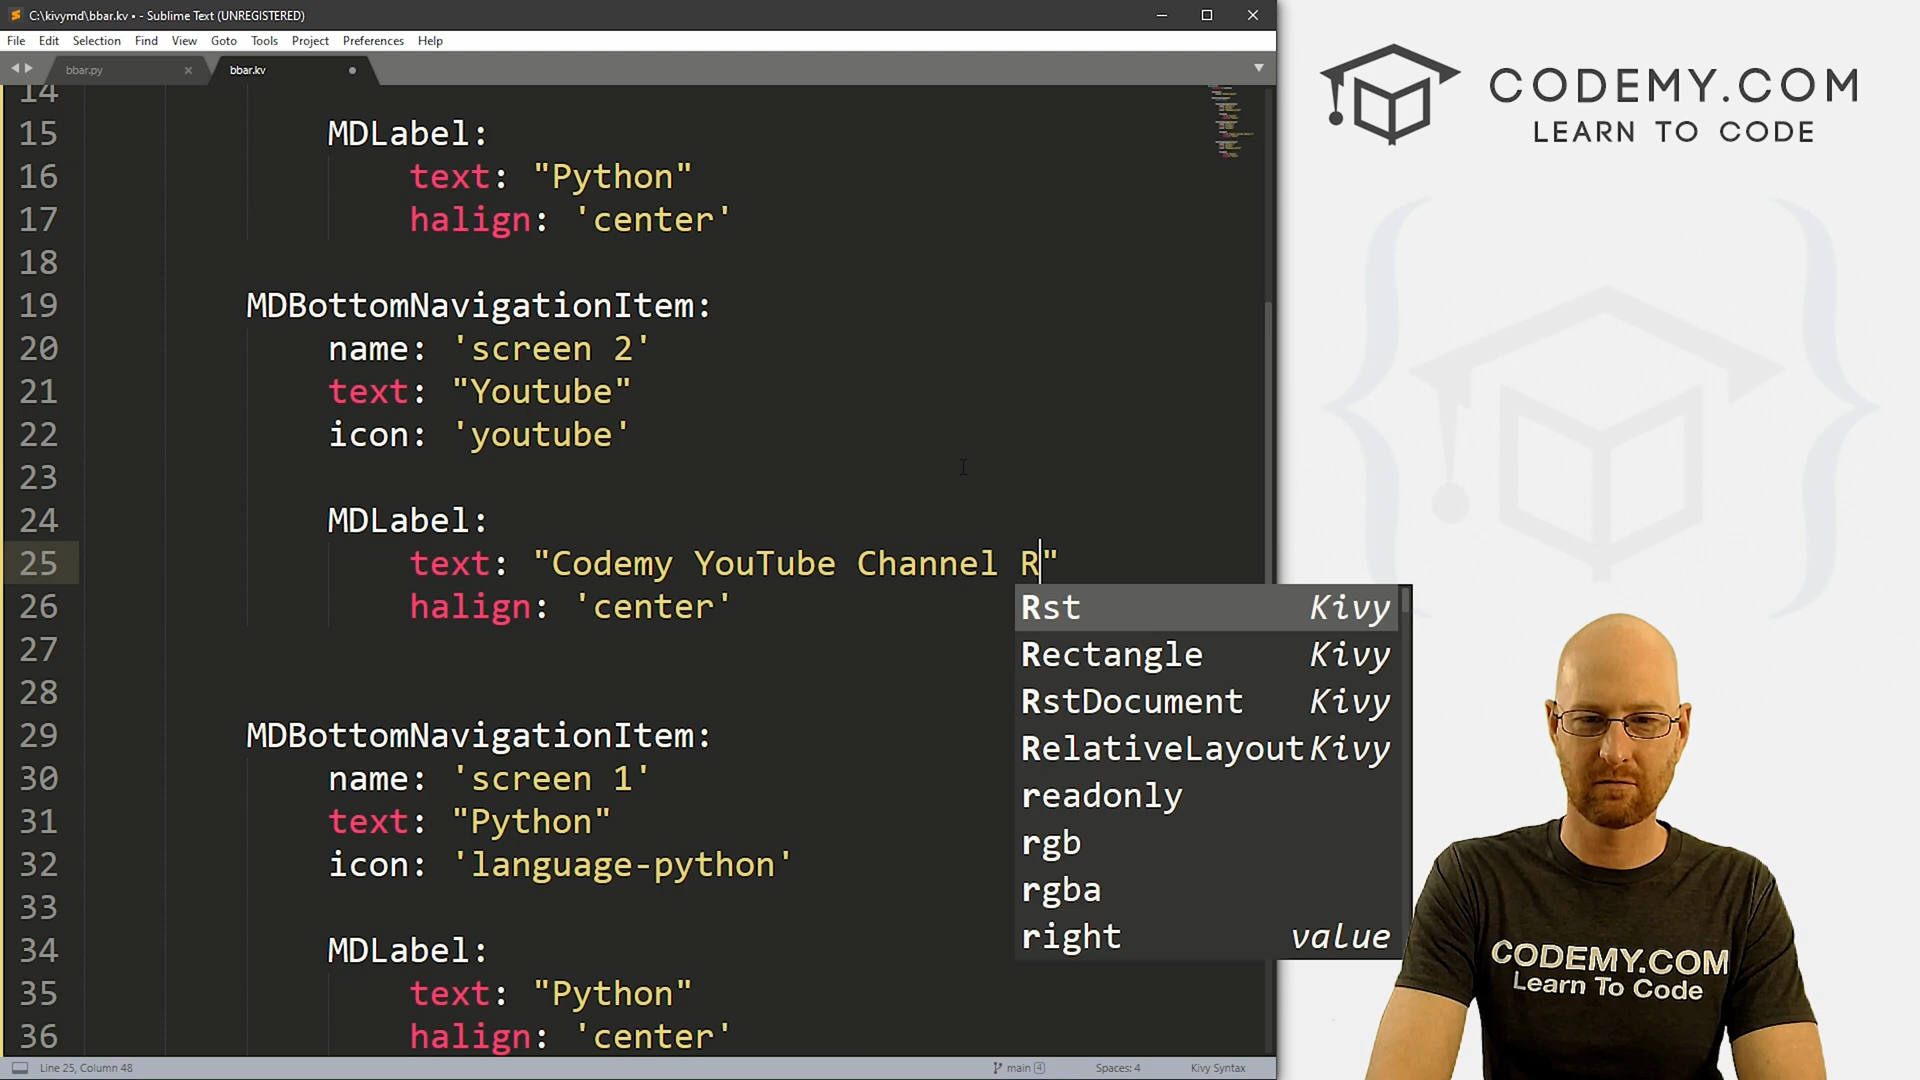 C:\kivymd\bbar.kv • - Sublime Text (UNREGISTERED)
File Edit Selection Find View Goto Tools Project Preferences Help
bbar.py
bbar.kv
14
15 MDLabel:
16 text: "Python"
17 halign: 'center'
18
19 MDBottomNavigationItem:
20 name: 'screen 2'
21 text: "Youtube"
22 icon: 'youtube'
23
24 MDLabel:
25 text: "Codemy YouTube Channel R"
26 halign: 'center'
27
28
29 MDBottomNavigationItem:
30 name: 'screen 1'
31 text: "Python"
32 icon: 'language-python'
33
34 MDLabel:
35 text: "Python"
36 halign: 'center'
Rst Kivy
Rectangle Kivy
RstDocument Kivy
RelativeLayout Kivy
readonly
rgb
rgba
right value
Line 25, Column 48
main 4
Spaces: 4
Kivy Syntax
CODEMY.COM
LEARN TO CODE
CODEMY.COM
Learn To Code